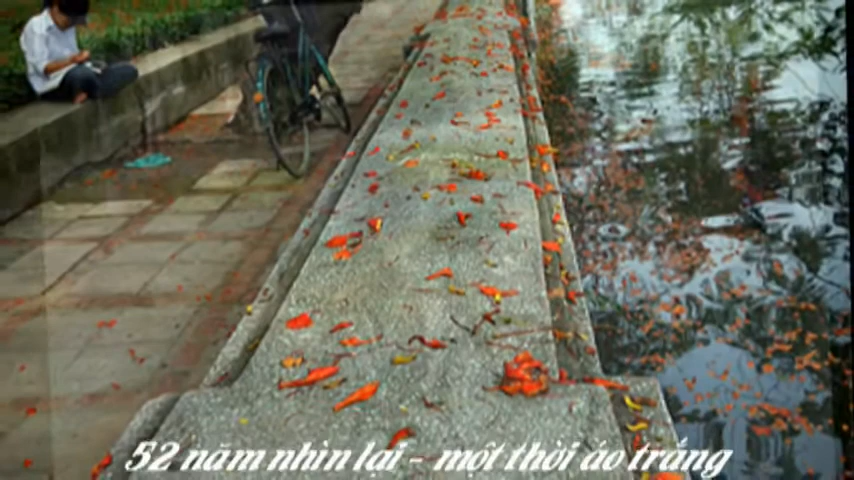 52 năm nhìn lại - một thời áo trắng